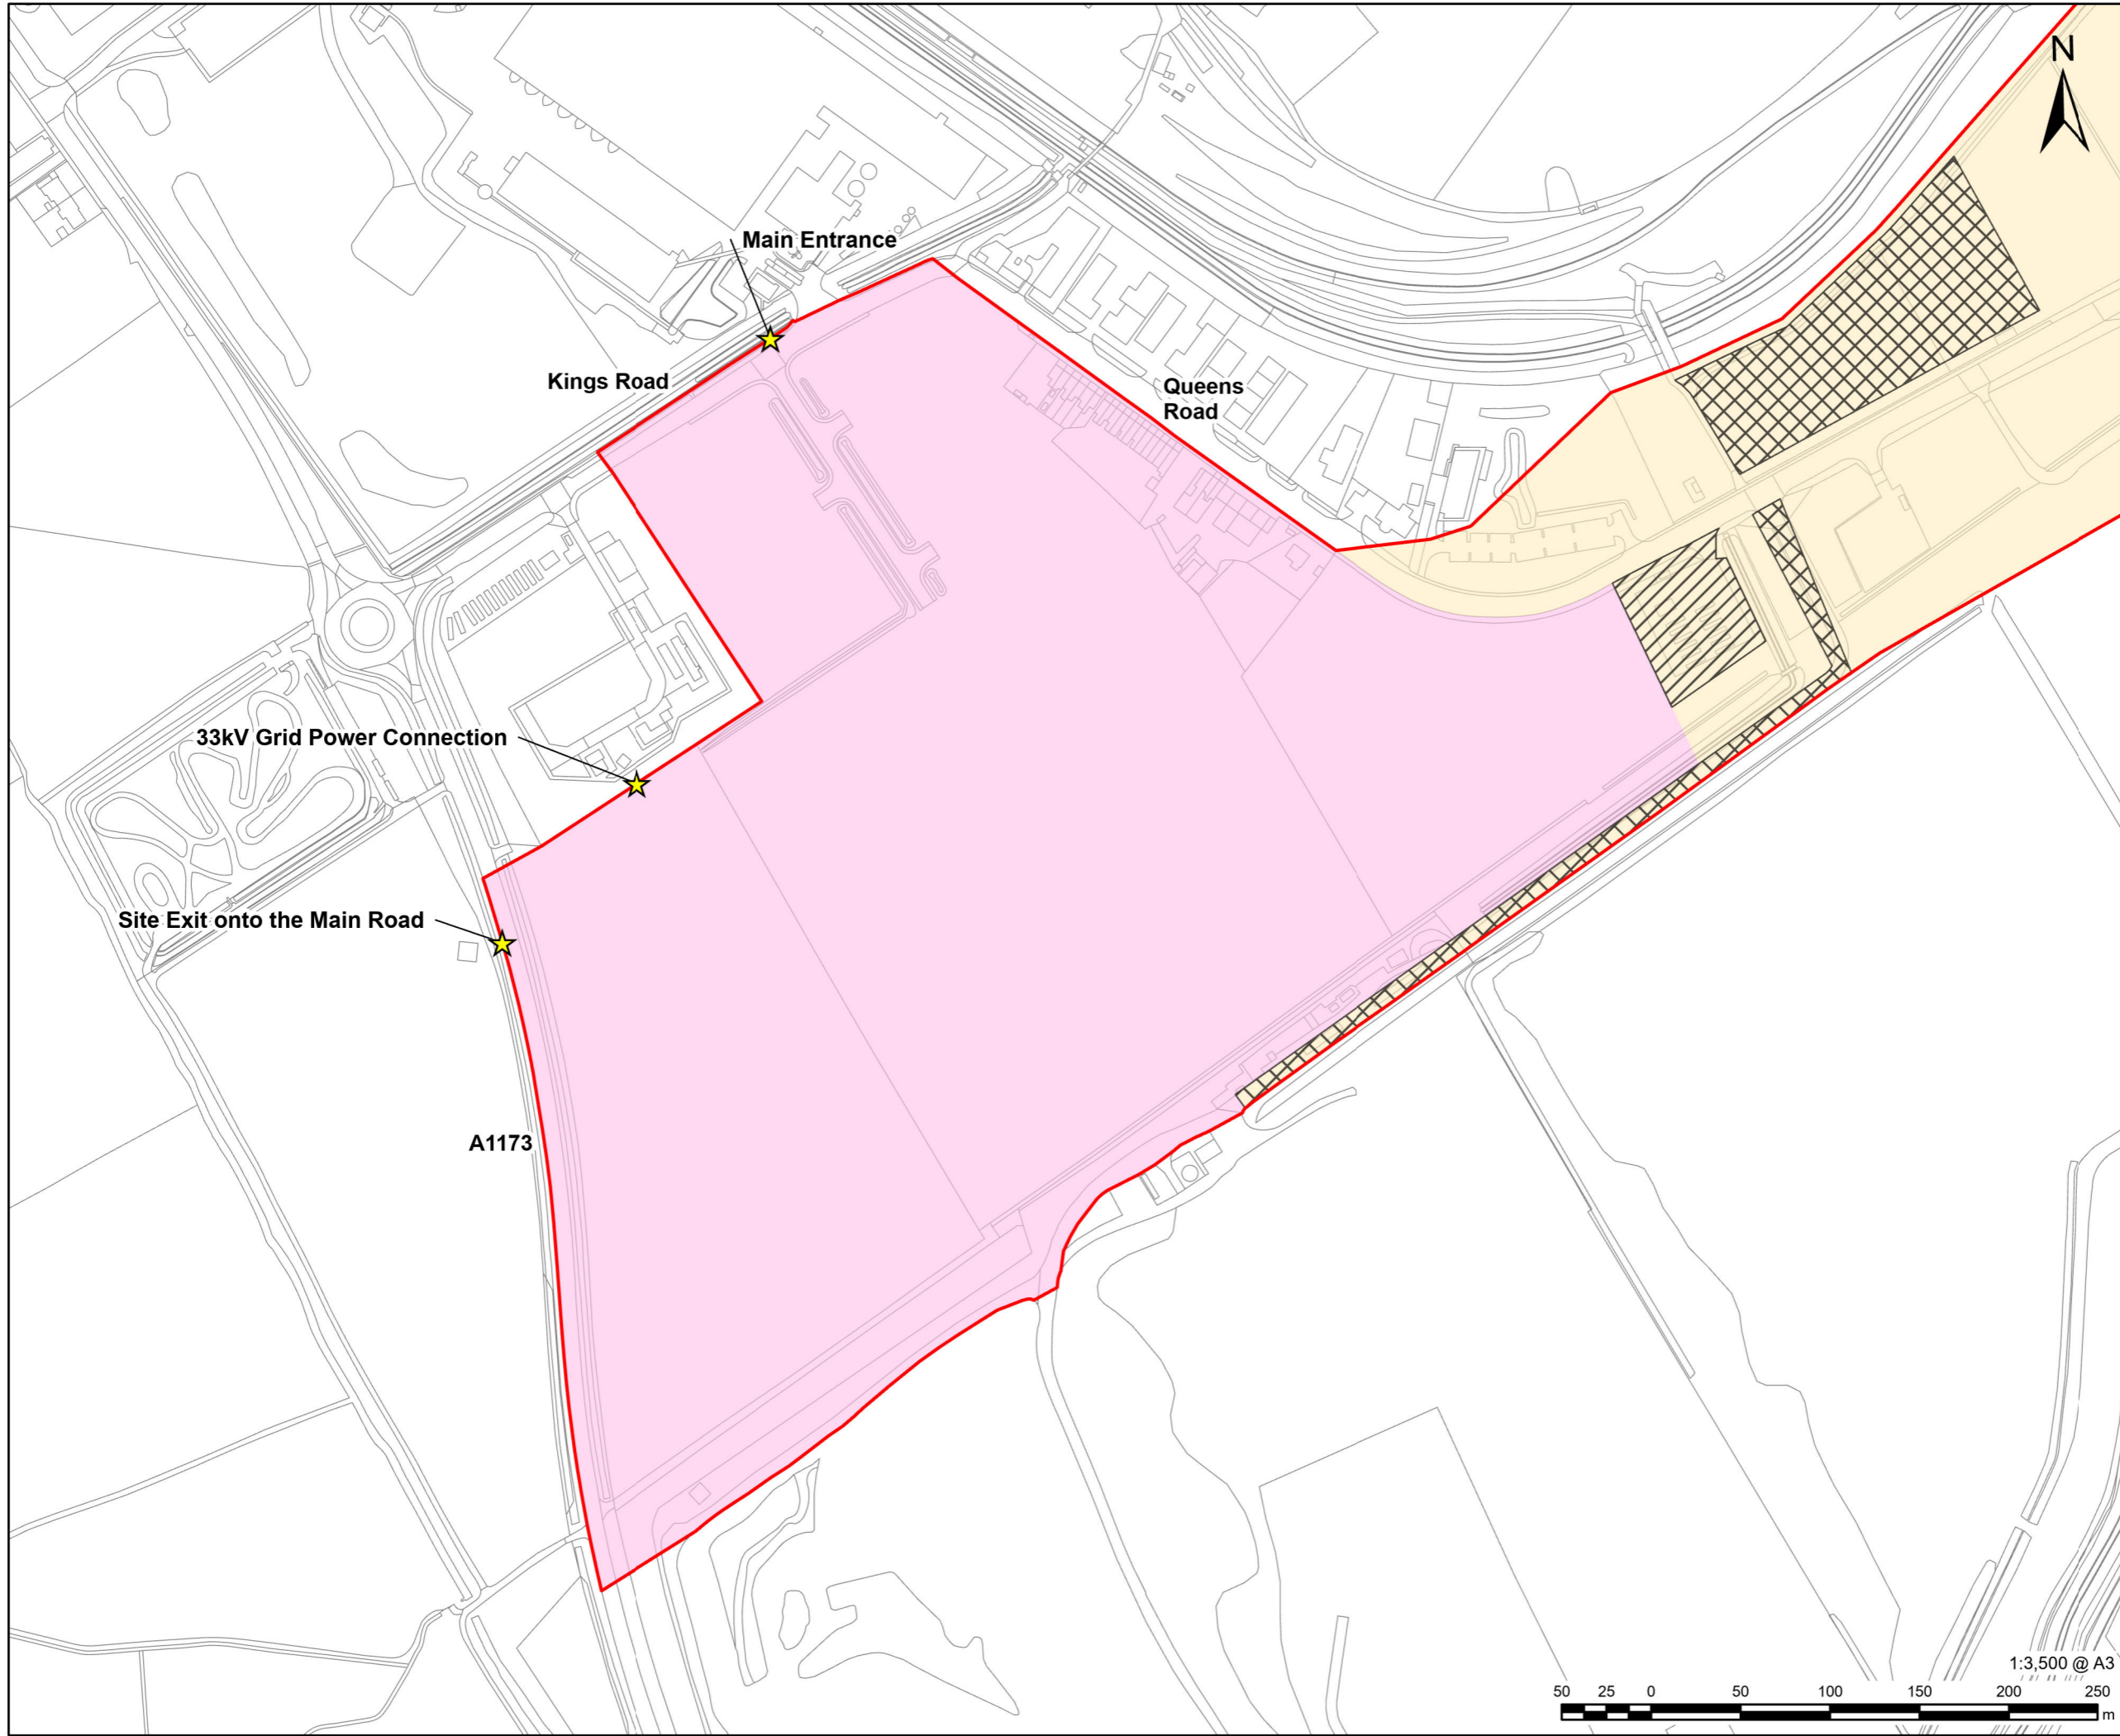 N
Main Entrance
Kings Road
Queens
Road
33kV Grid Power Connection
Site Exit onto the Main Road
A1173
1:3,500 @ A3
50 25 0 50 100 150 200 250
m